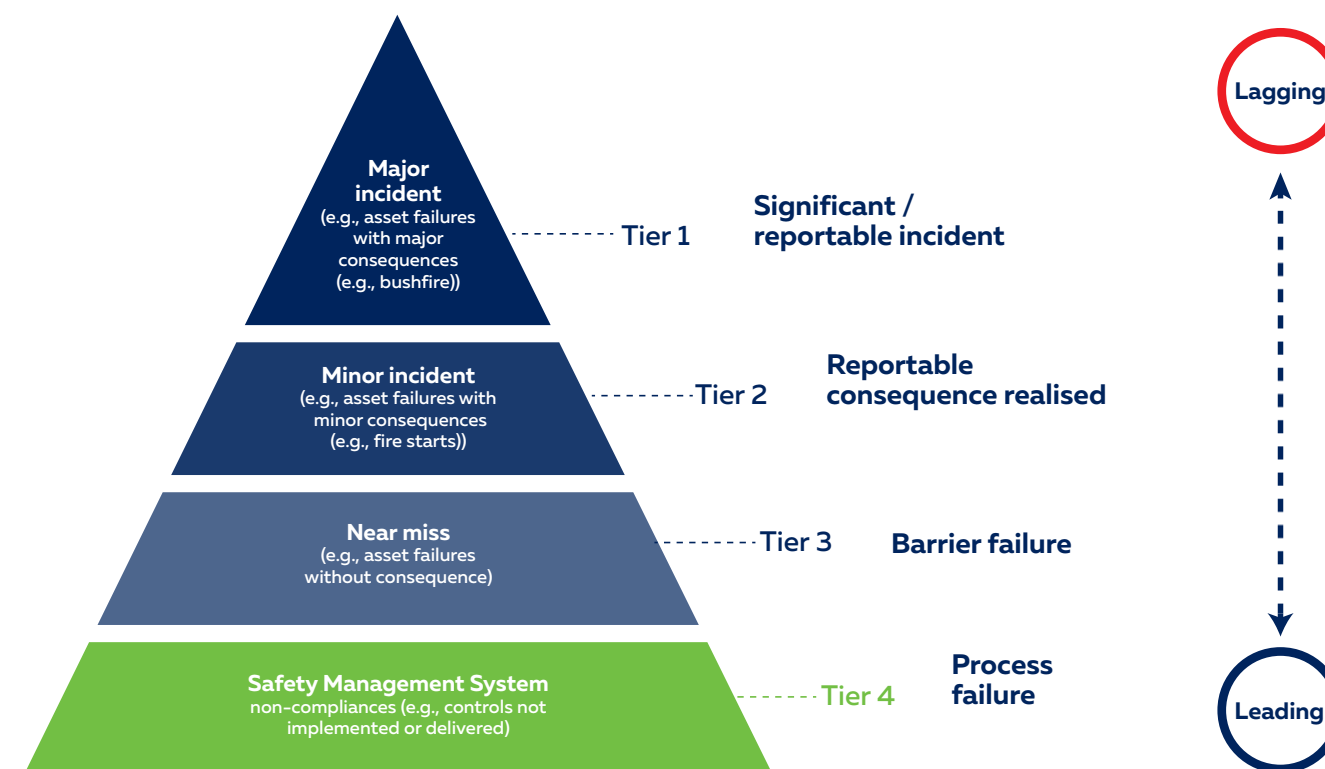 Lagging
Major
incident
(e.g., asset failures
with major
consequences
(e.g., bushfire))
Tier 1
Significant /
reportable incident
Minor incident
(e.g., asset failures with
minor consequences
(e.g., fire starts))
Tier 2
Reportable
consequence realised
Near miss
(e.g., asset failures
without consequence)
Tier 3
Barrier failure
Safety Management System
non-compliances (e.g., controls not
implemented or delivered)
Tier 4
Process
failure
Leading